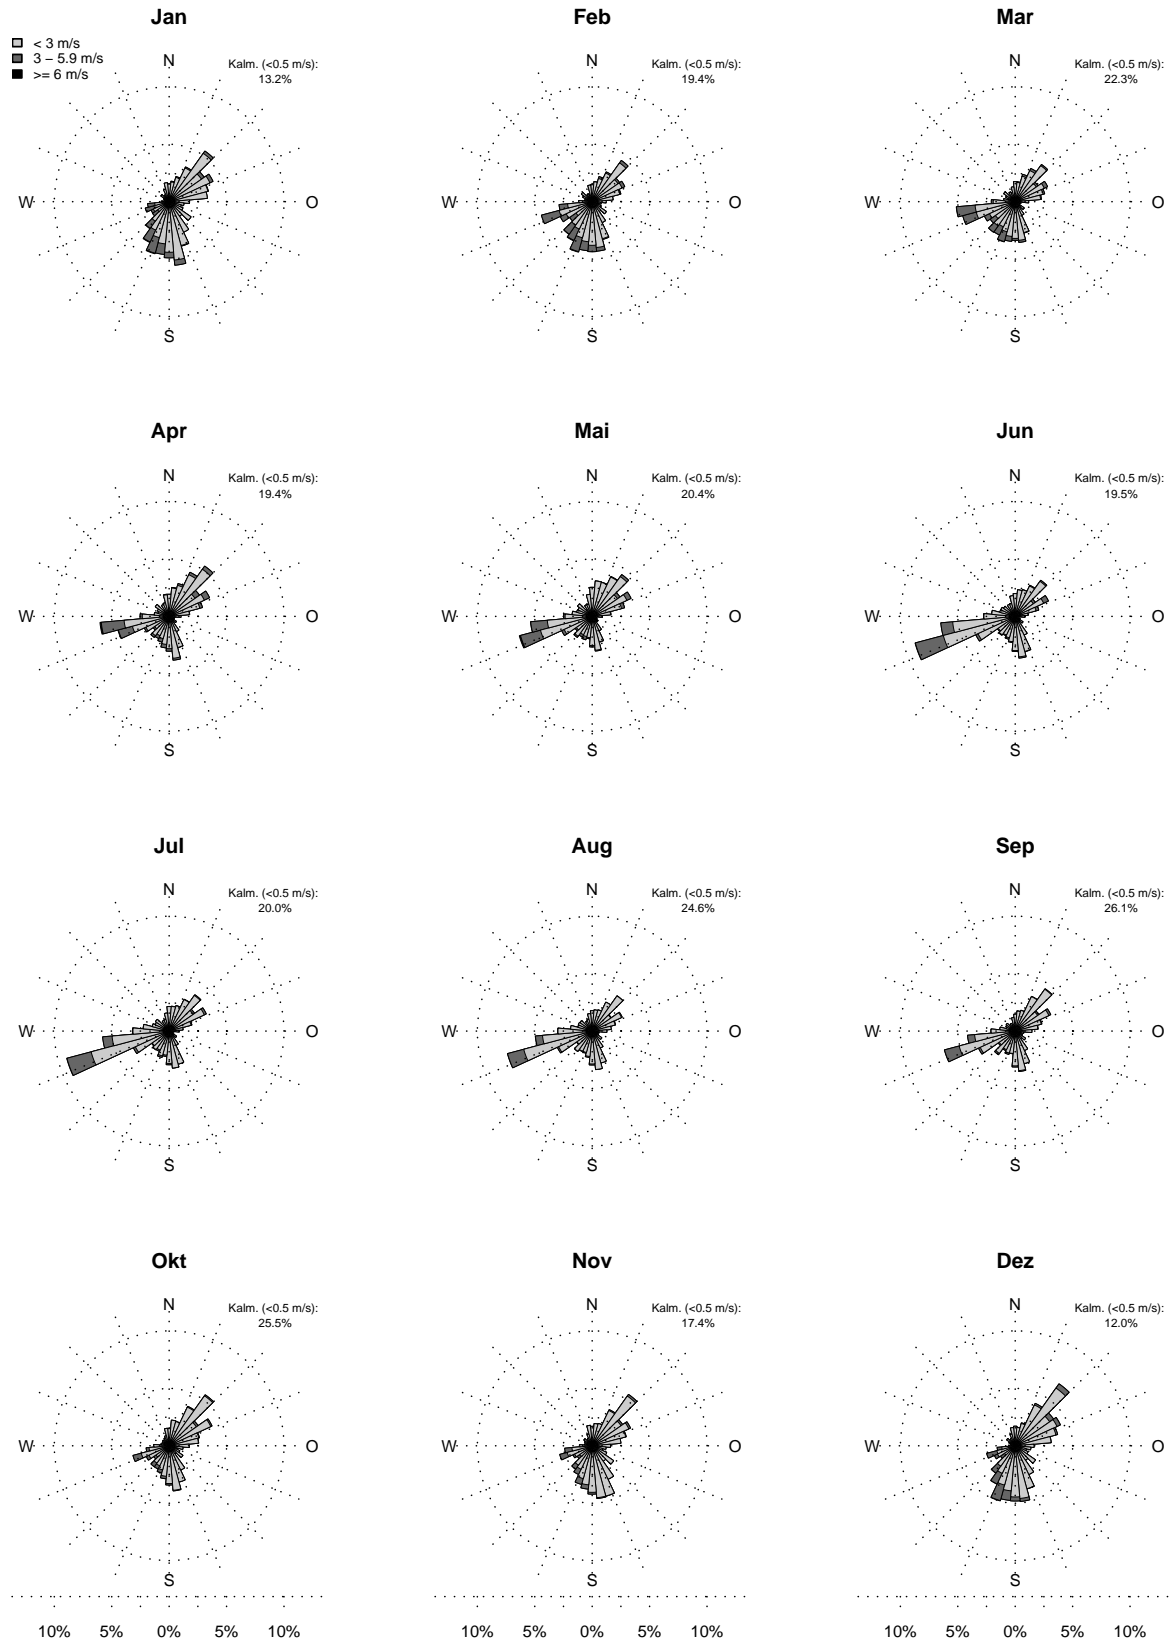 Jan
Feb
Mar
< 3 m/s
3 – 5.9 m/s
>= 6 m/s
N
Kalm. (<0.5 m/s):
13.2%
W
O
S
N
Kalm. (<0.5 m/s):
19.4%
W
O
S
N
Kalm. (<0.5 m/s):
22.3%
W
O
S
Apr
Mai
Jun
N
Kalm. (<0.5 m/s):
19.4%
W
O
S
N
Kalm. (<0.5 m/s):
20.4%
W
O
S
N
Kalm. (<0.5 m/s):
19.5%
W
O
S
Jul
Aug
Sep
N
Kalm. (<0.5 m/s):
20.0%
W
O
S
N
Kalm. (<0.5 m/s):
24.6%
W
O
S
N
Kalm. (<0.5 m/s):
26.1%
W
O
S
Okt
Nov
Dez
N
Kalm. (<0.5 m/s):
25.5%
W
O
S
N
Kalm. (<0.5 m/s):
17.4%
W
O
S
N
Kalm. (<0.5 m/s):
12.0%
W
O
S
10% 5% 0% 5% 10%
10% 5% 0% 5% 10%
10% 5% 0% 5% 10%